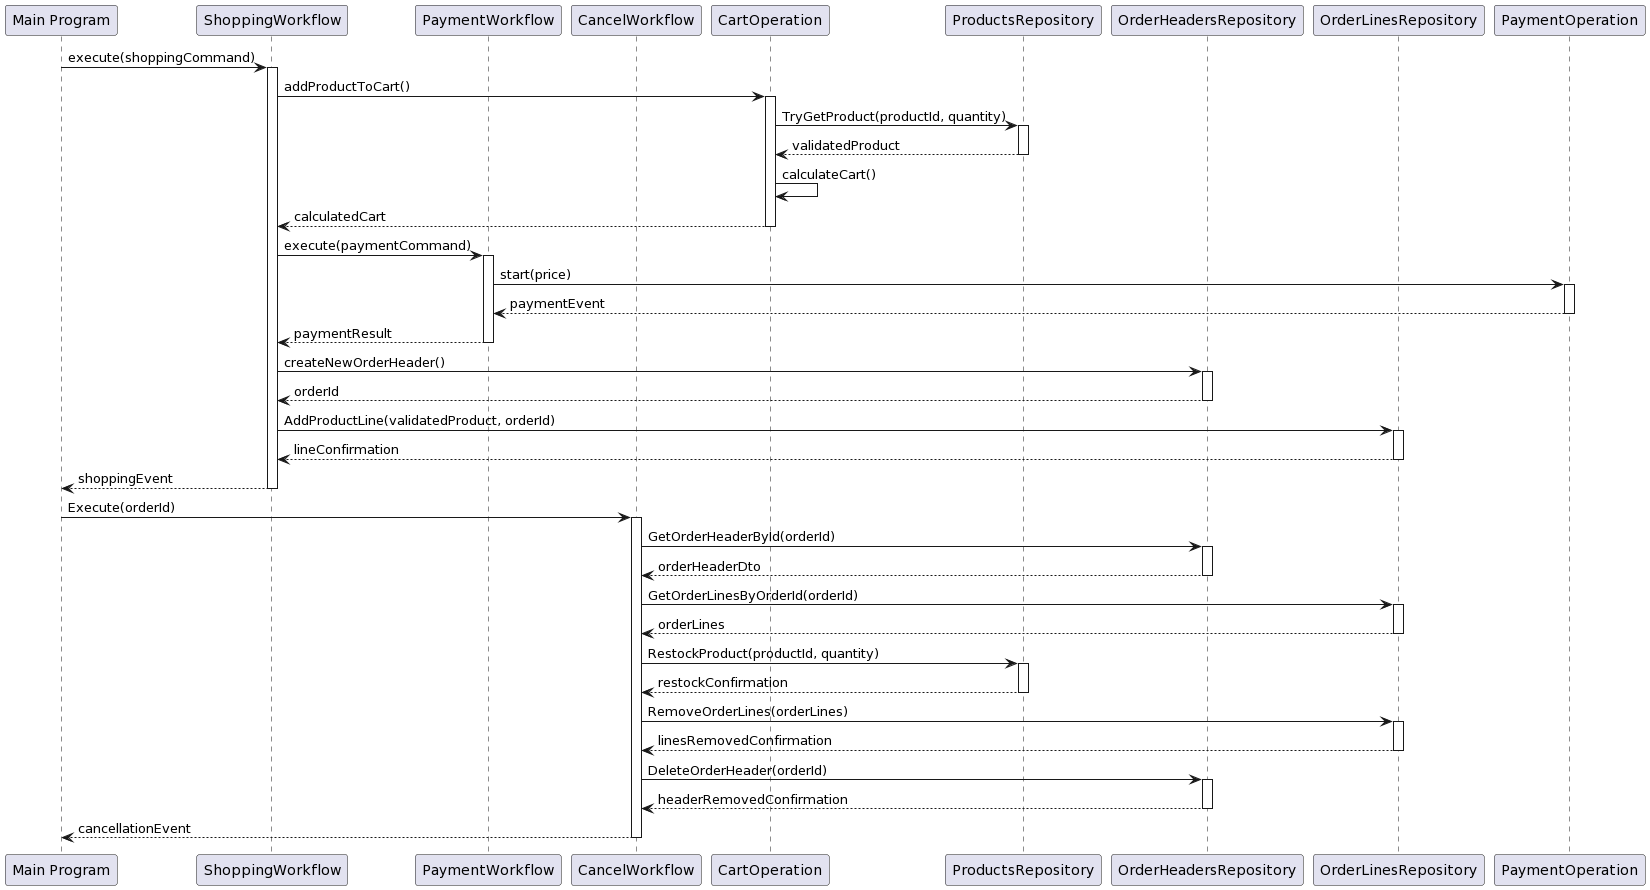 Main Program
ShoppingWorkflow
PaymentWorkflow
CancelWorkflow
CartOperation
ProductsRepository
OrderHeadersRepository
OrderLinesRepository
PaymentOperation
execute(shoppingCommand)
addProductToCart()
TryGetProduct(productId, quantity)
validatedProduct
calculateCart()
calculatedCart
execute(paymentCommand)
start(price)
paymentEvent
paymentResult
createNewOrderHeader()
orderId
AddProductLine(validatedProduct, orderId)
lineConfirmation
shoppingEvent
Execute(orderId)
GetOrderHeaderById(orderId)
orderHeaderDto
GetOrderLinesByOrderId(orderId)
orderLines
RestockProduct(productId, quantity)
restockConfirmation
RemoveOrderLines(orderLines)
linesRemovedConfirmation
DeleteOrderHeader(orderId)
headerRemovedConfirmation
cancellationEvent
Main Program
ShoppingWorkflow
PaymentWorkflow
CancelWorkflow
CartOperation
ProductsRepository
OrderHeadersRepository
OrderLinesRepository
PaymentOperation